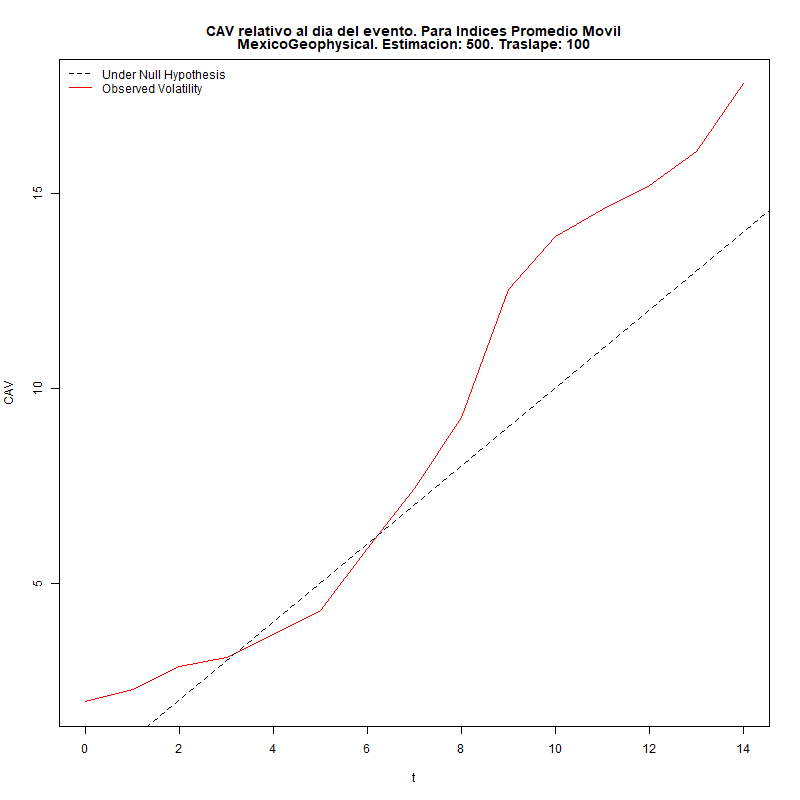 CAV relativo al dia del evento. Para Indices Promedio Movil
MexicoGeophysical. Estimacion: 500. Traslape: 100
Under Null Hypothesis
Observed Volatility
15
10
5
CAV
0 2 4 6 8 10 12 14
t